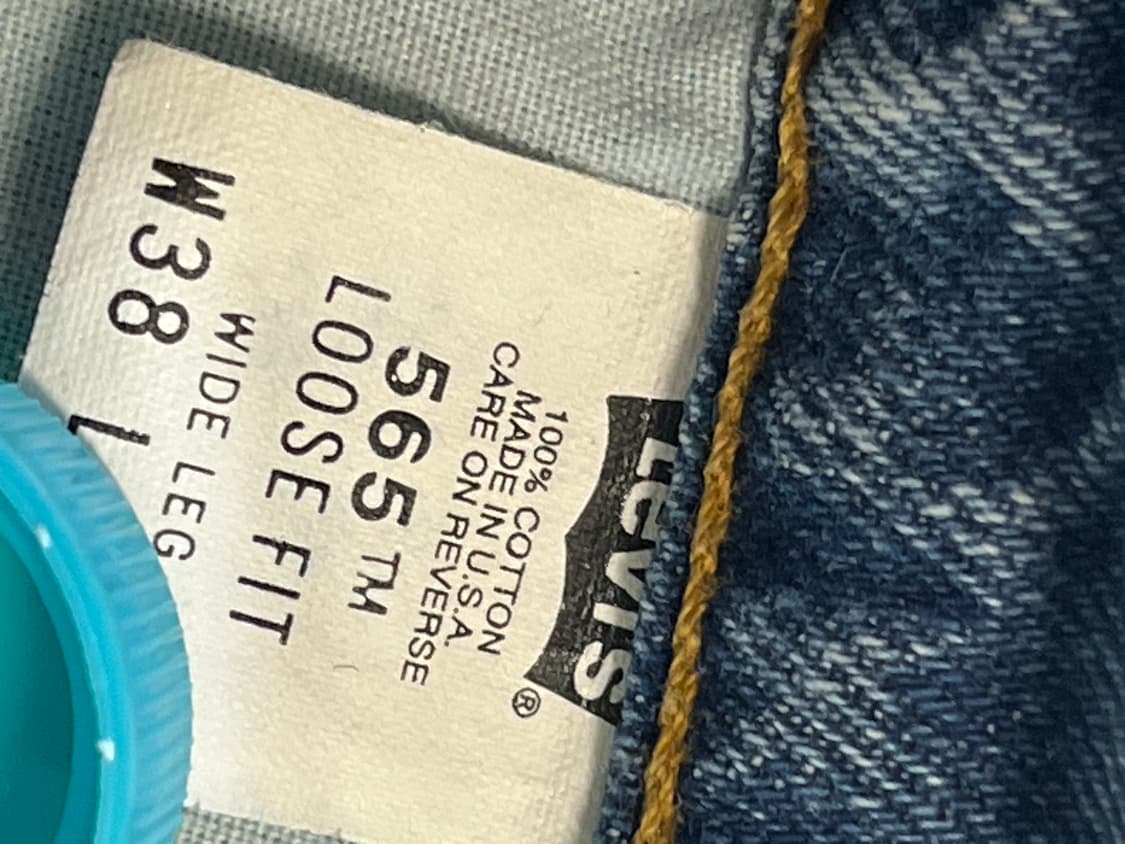 Levi's
®
100% COTTON
MADE IN U.S.A.
CARE ON REVERSE
565 TM
LOOSE FIT
WIDE LEG
W38 L